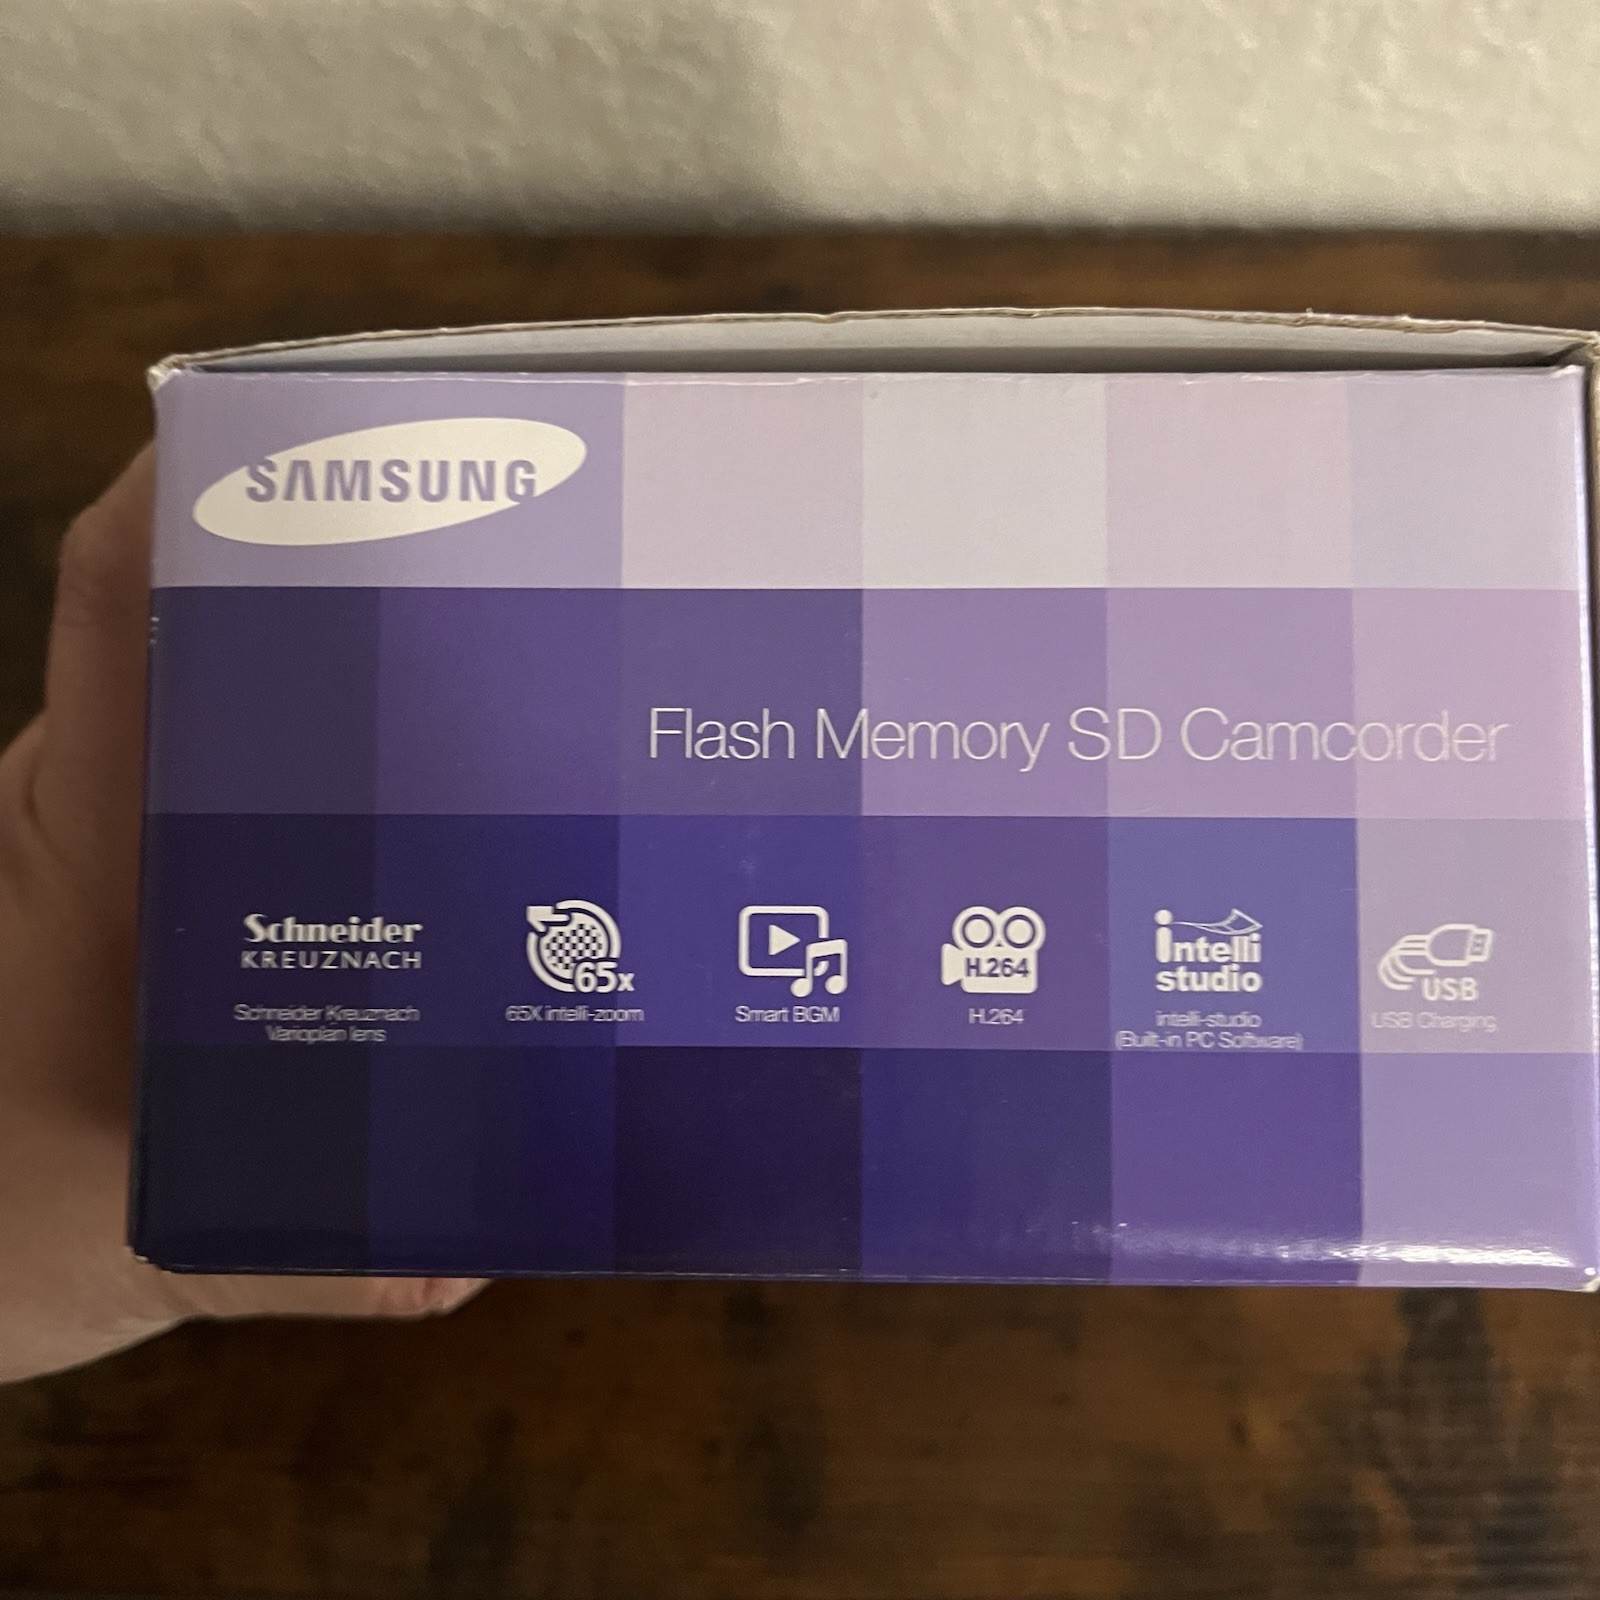 SAMSUNG
Flash Memory SD Camcorder
Schneider
KREUZNACH
Schneider Kreuznach
Varioplan lens
65x
65X intelli-zoom
Smart BGM
H.264
H.264
intelli
studio
intelli-studio
(Built-in PC Software)
USB
USB Charging